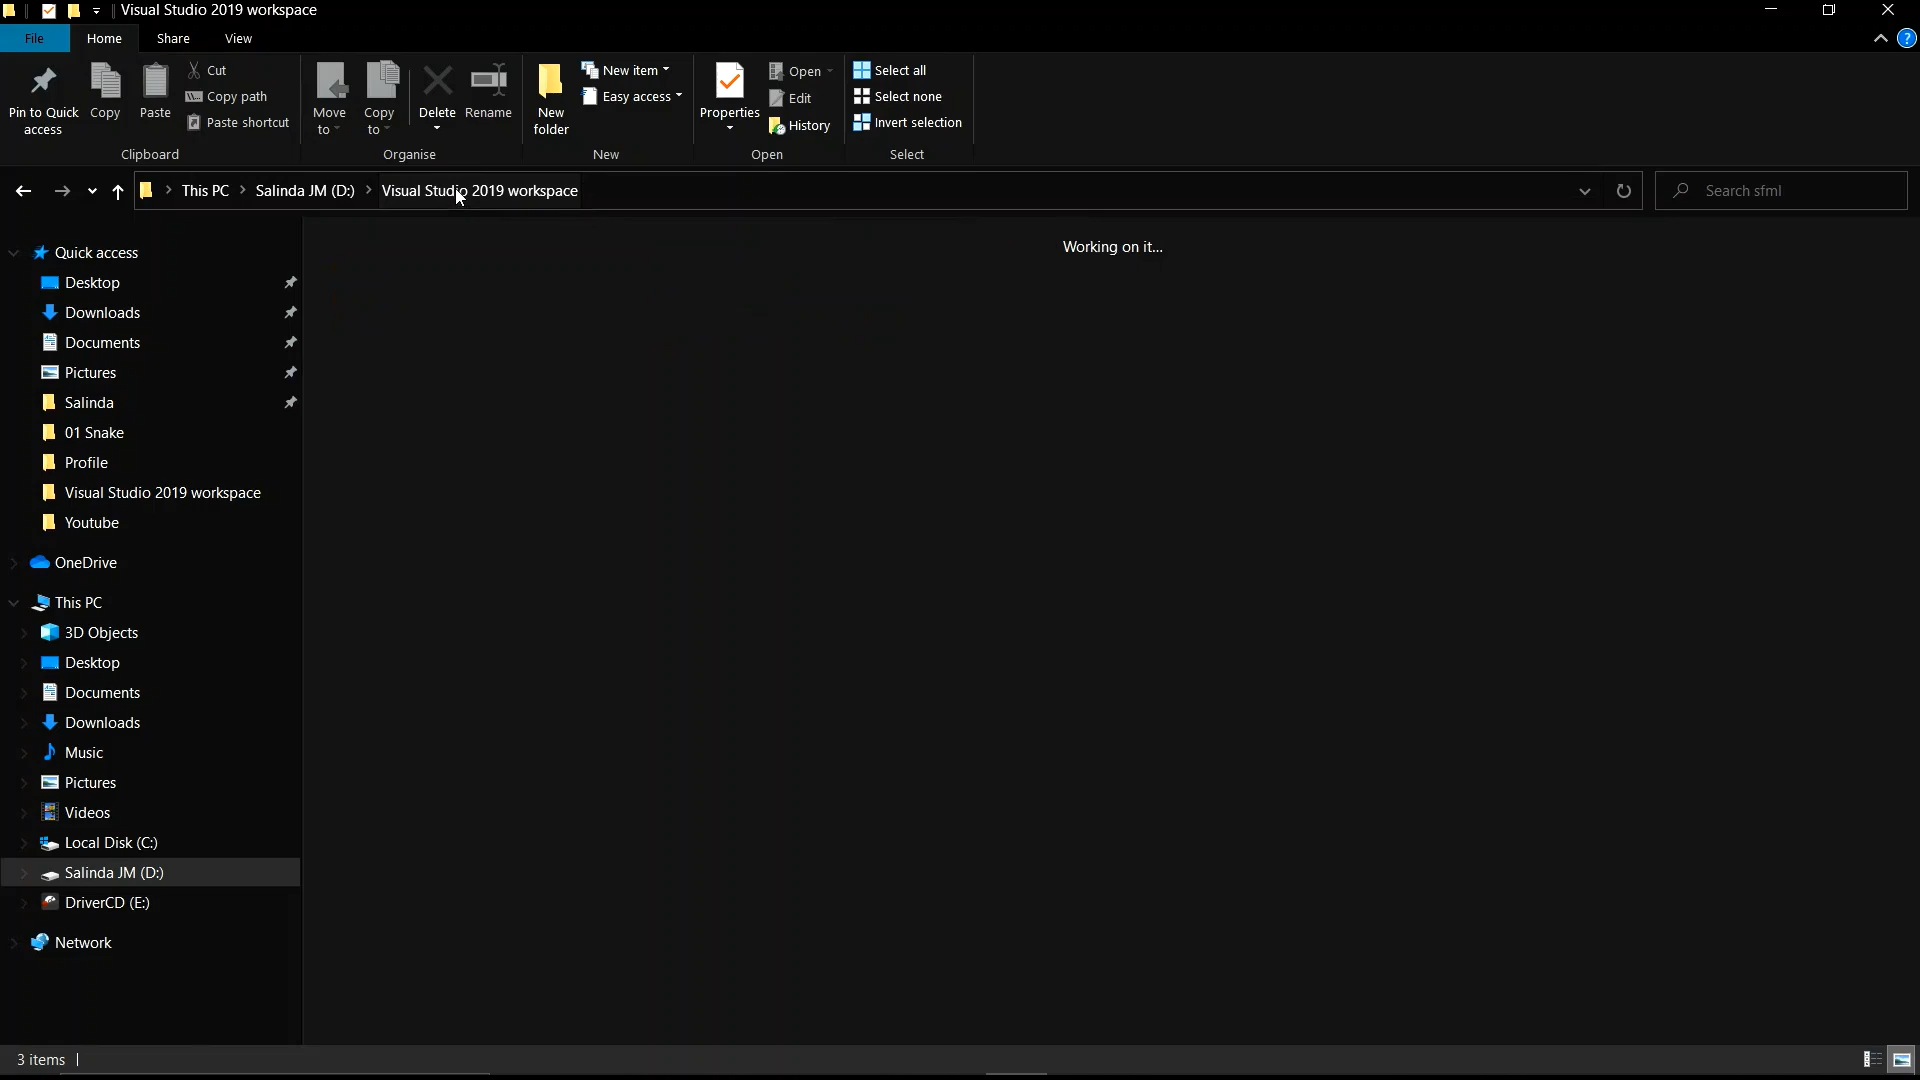 Visual Studio 2019 workspace
File Home Share View
Pin to Quick access
Copy
Paste
Cut
Copy path
Paste shortcut
Clipboard
Move to
Copy to
Delete
Rename
Organise
New folder
New item
Easy access
New
Properties
Open
Edit
History
Open
Select all
Select none
Invert selection
Select
This PC > Salinda JM (D:) > Visual Studio 2019 workspace
Search sfml
Quick access
Desktop
Downloads
Documents
Pictures
Salinda
01 Snake
Profile
Visual Studio 2019 workspace
Youtube
OneDrive
This PC
3D Objects
Desktop
Documents
Downloads
Music
Pictures
Videos
Local Disk (C:)
Salinda JM (D:)
DriverCD (E:)
Network
Working on it...
3 items